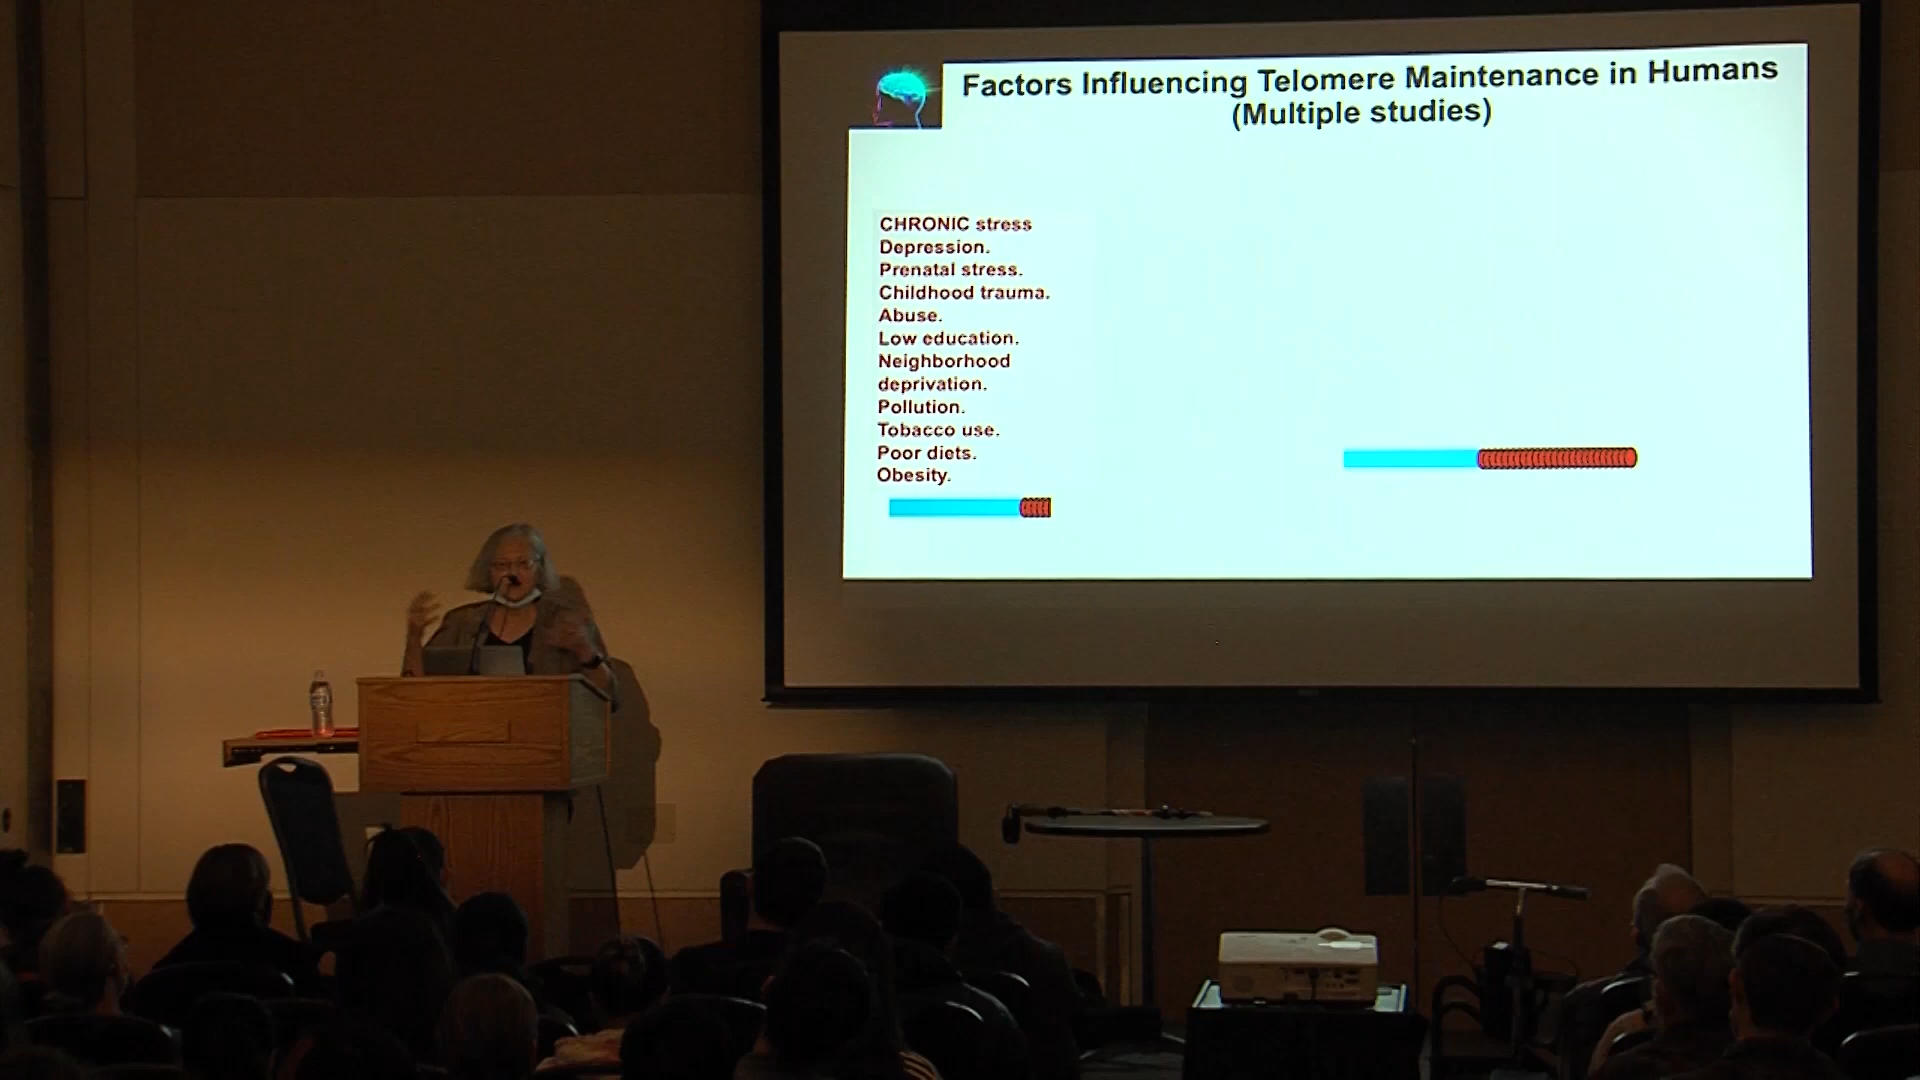 Factors Influencing Telomere Maintenance in Humans
(Multiple studies)
CHRONIC stress
Depression.
Prenatal stress.
Childhood trauma.
Abuse.
Low education.
Neighborhood
deprivation.
Pollution.
Tobacco use.
Poor diets.
Obesity.